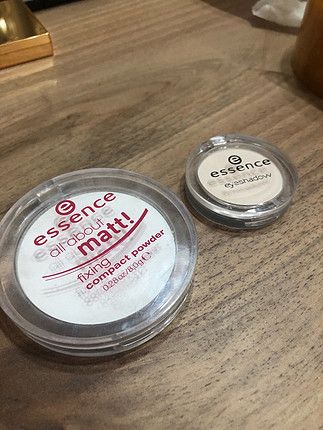 essence
all about
matt!
fixing
compact powder
0.28oz/8.0g e
essence
eyeshadow